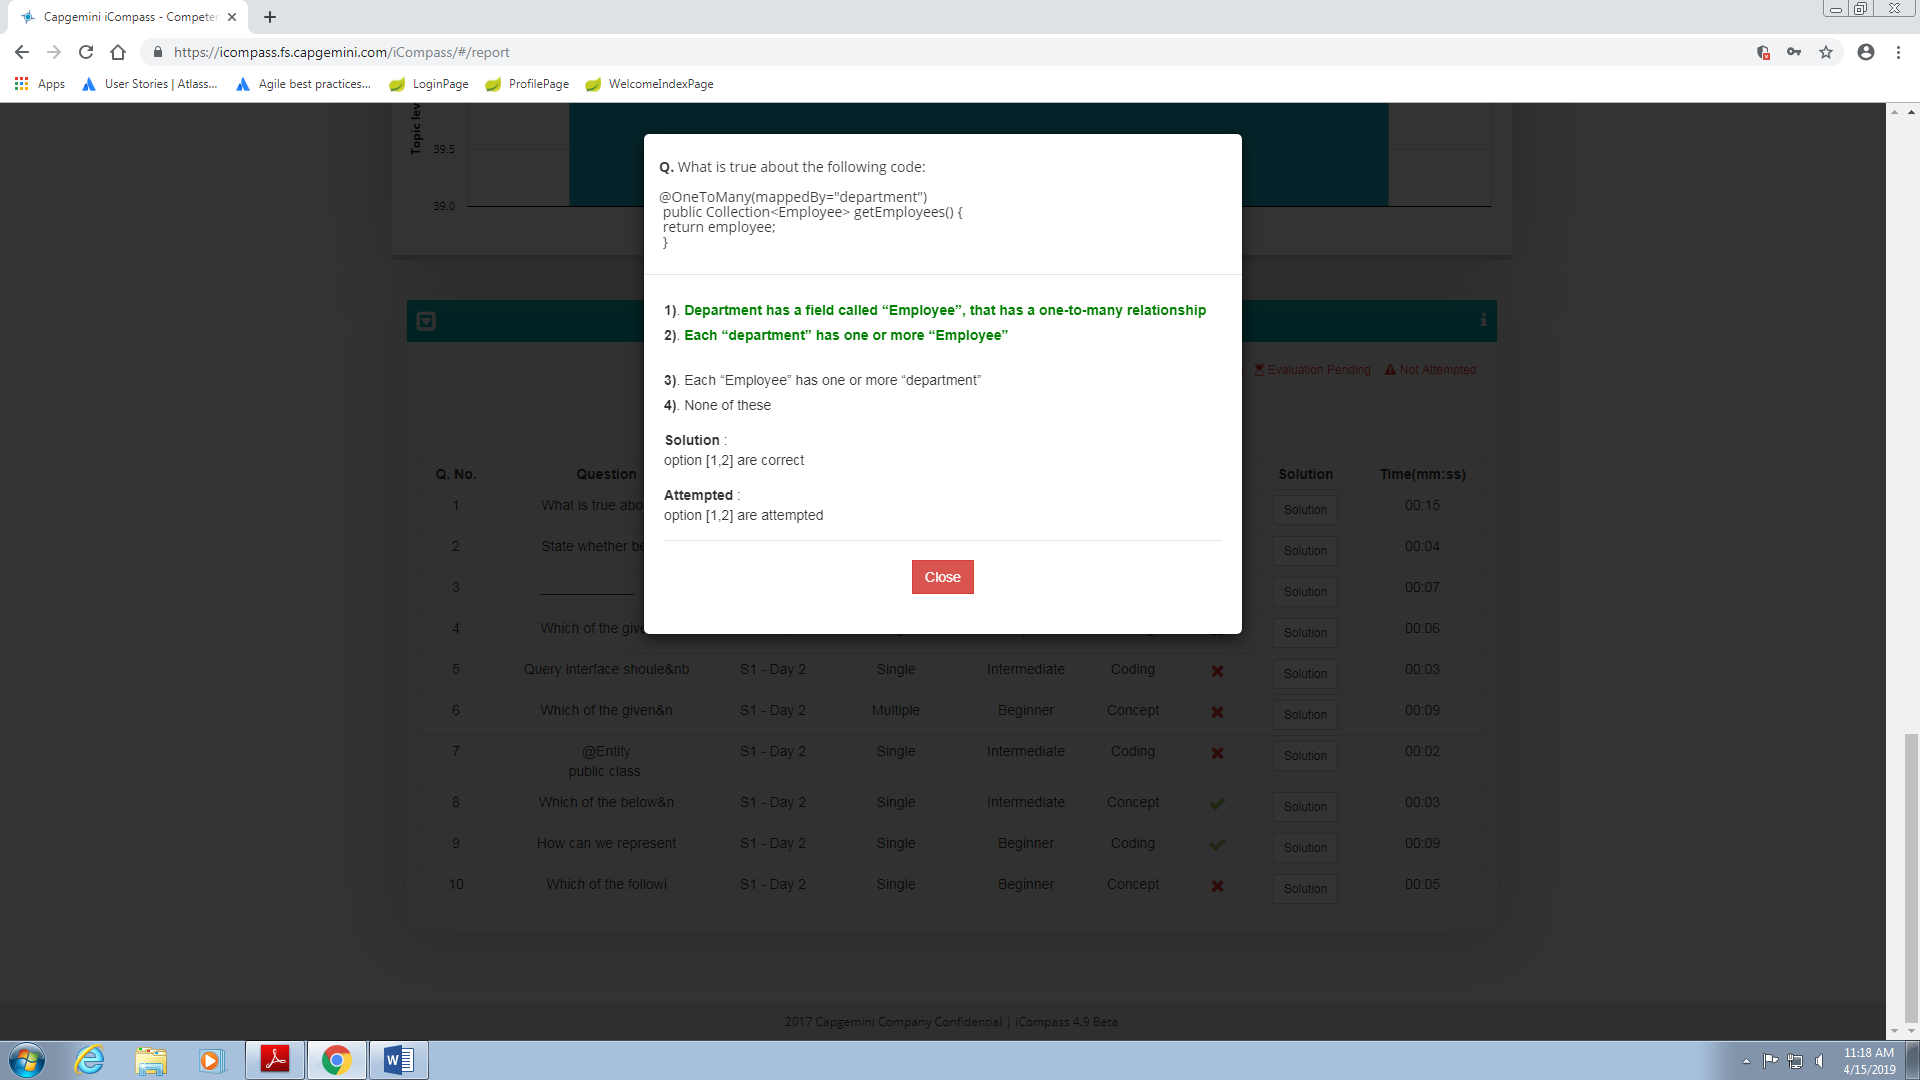 Capgemini iCompass - Competen
https://icompass.fs.capgemini.com/iCompass/#/report
Apps
User Stories | Atlass...
Agile best practices...
LoginPage
ProfilePage
WelcomeIndexPage
Topic lev
39.5
39.0
Q. What is true about the following code:
@OneToMany(mappedBy="department")
public Collection<Employee> getEmployees() {
return employee;
}
1). Department has a field called “Employee”, that has a one-to-many relationship
2). Each “department” has one or more “Employee”
3). Each “Employee” has one or more “department”
4). None of these
Solution :
option [1,2] are correct
Attempted :
option [1,2] are attempted
Close
Evaluation Pending Not Attempted
Q. No. Question Solution Time(mm:ss)
1 What is true abo Solution 00:15
2 State whether be Solution 00:04
3 ____________ Solution 00:07
4 Which of the give Solution 00:06
5 Query interface shoule&nb S1 - Day 2 Single Intermediate Coding Solution 00:03
6 Which of the given&n S1 - Day 2 Multiple Beginner Concept Solution 00:09
7 @Entity S1 - Day 2 Single Intermediate Coding Solution 00:02
public class
8 Which of the below&n S1 - Day 2 Single Intermediate Concept Solution 00:03
9 How can we represent S1 - Day 2 Single Beginner Coding Solution 00:09
10 Which of the followi S1 - Day 2 Single Beginner Concept Solution 00:05
2017 Capgemini Company Confidential | iCompass 4.9 Beta
11:18 AM
4/15/2019